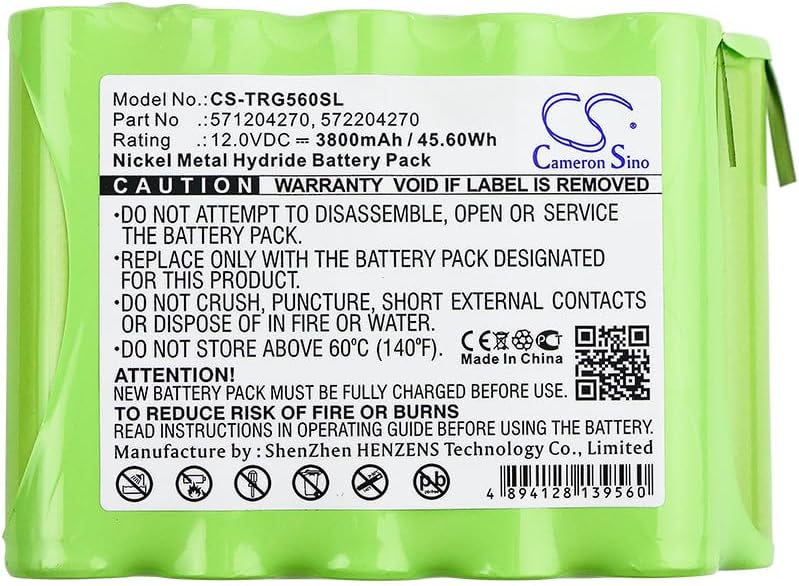 Model No.:CS-TRG560SL
Part No :571204270, 572204270
Rating :12.0VDC ⎓ 3800mAh / 45.60Wh
Nickel Metal Hydride Battery Pack
CS
Cameron Sino
CAUTION WARRANTY VOID IF LABEL IS REMOVED
•DO NOT ATTEMPT TO DISASSEMBLE, OPEN OR SERVICE
THE BATTERY PACK.
•REPLACE ONLY WITH THE BATTERY PACK DESIGNATED
FOR THIS PRODUCT.
•DO NOT CRUSH, PUNCTURE, SHORT EXTERNAL CONTACTS
OR DISPOSE OF IN FIRE OR WATER.
•DO NOT STORE ABOVE 60°C (140°F).
CE PCT
Made In China
ATTENTION:
NEW BATTERY PACK MUST BE FULLY CHARGED BEFORE USE.
TO REDUCE RISK OF FIRE OR BURNS
READ INSTRUCTIONS IN OPERATING GUIDE BEFORE USING THE BATTERY.
Manufacture by : ShenZhen HENZENS Technology Co., Limited
Pb
4 894128 139560